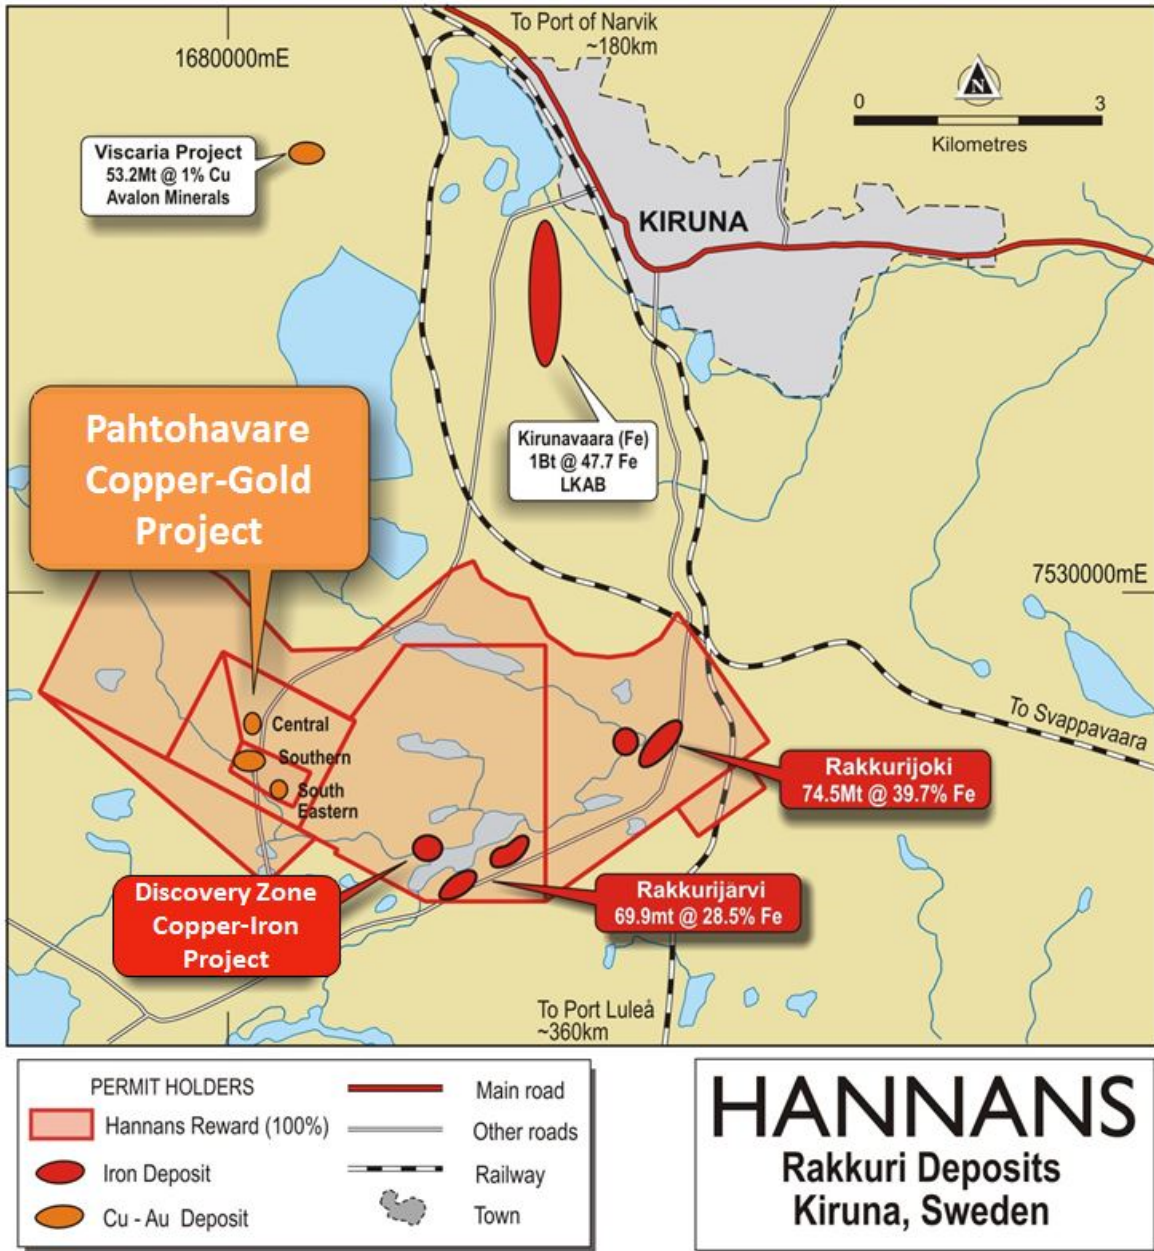 To Port of Narvik
~180km
1680000mE
N
0 3
Kilometres
Viscaria Project
53.2Mt @ 1% Cu
Avalon Minerals
KIRUNA
Kirunavaara (Fe)
1Bt @ 47.7 Fe
LKAB
Pahtohavare
Copper-Gold
Project
7530000mE
To Svappavaara
Central
Southern
South
Eastern
Rakkurijoki
74.5Mt @ 39.7% Fe
Rakkurijärvi
69.9mt @ 28.5% Fe
Discovery Zone
Copper-Iron
Project
To Port Luleå
~360km
PERMIT HOLDERS
Hannans Reward (100%)
Iron Deposit
Cu - Au Deposit
Main road
Other roads
Railway
Town
HANNANS
Rakkuri Deposits
Kiruna, Sweden